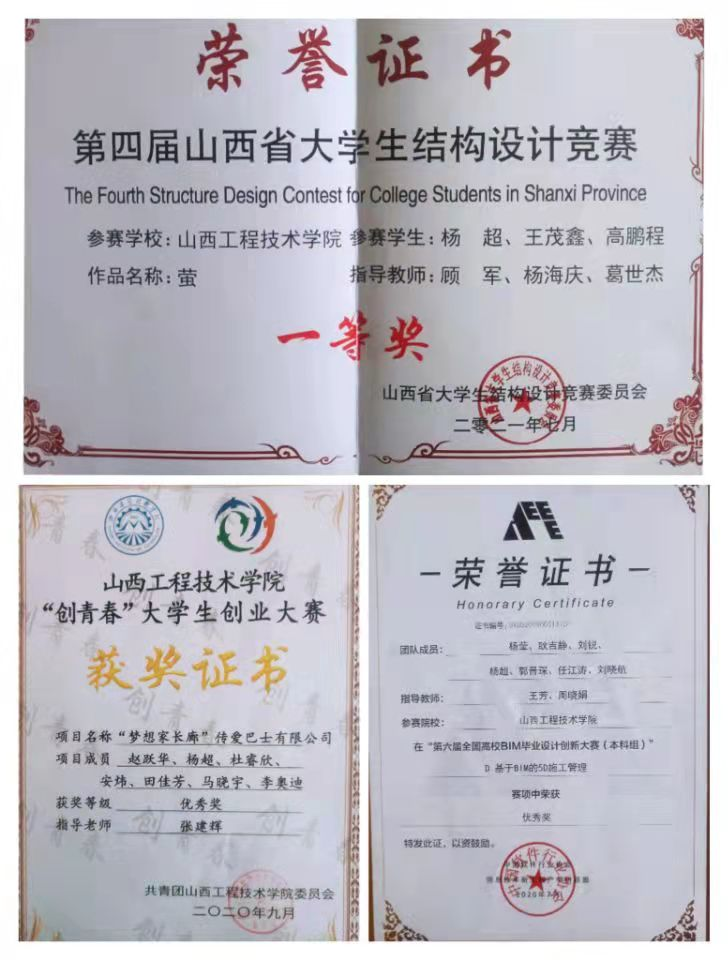 荣誉证书
第四届山西省大学生结构设计竞赛
The Fourth Structure Design Contest for College Students in Shanxi Province
参赛学校：山西工程技术学院 参赛学生：杨 超、王茂鑫、高鹏程
作品名称：萤 指导教师：顾 军、杨海庆、葛世杰
一等奖
山西省大学生结构设计竞赛委员会
二〇二一年七月
山西工程技术学院
“创青春”大学生创业大赛
获奖证书
项目名称“梦想家长廊”传爱巴士有限公司
项目成员 赵跃华、杨超、杜睿欣、
安炜、田佳芳、马晓宇、李奥迪
获奖等级 优秀奖
指导老师 张建辉
共青团山西工程技术学院委员会
二〇二〇年九月
AEEE
荣誉证书
Honorary Certificate
证书编号：
团队成员： 杨莹、耿吉静、刘锐、
杨超、郭晋琛、任江涛、刘晓航
指导教师： 王芳、周晓娟
参赛院校： 山西工程技术学院
在“第六届全国高校BIM毕业设计创新大赛（本科组）”
D 基于BIM的5D施工管理
赛项中荣获
优秀奖
特发此证，以资鼓励。
中国软件行业协会